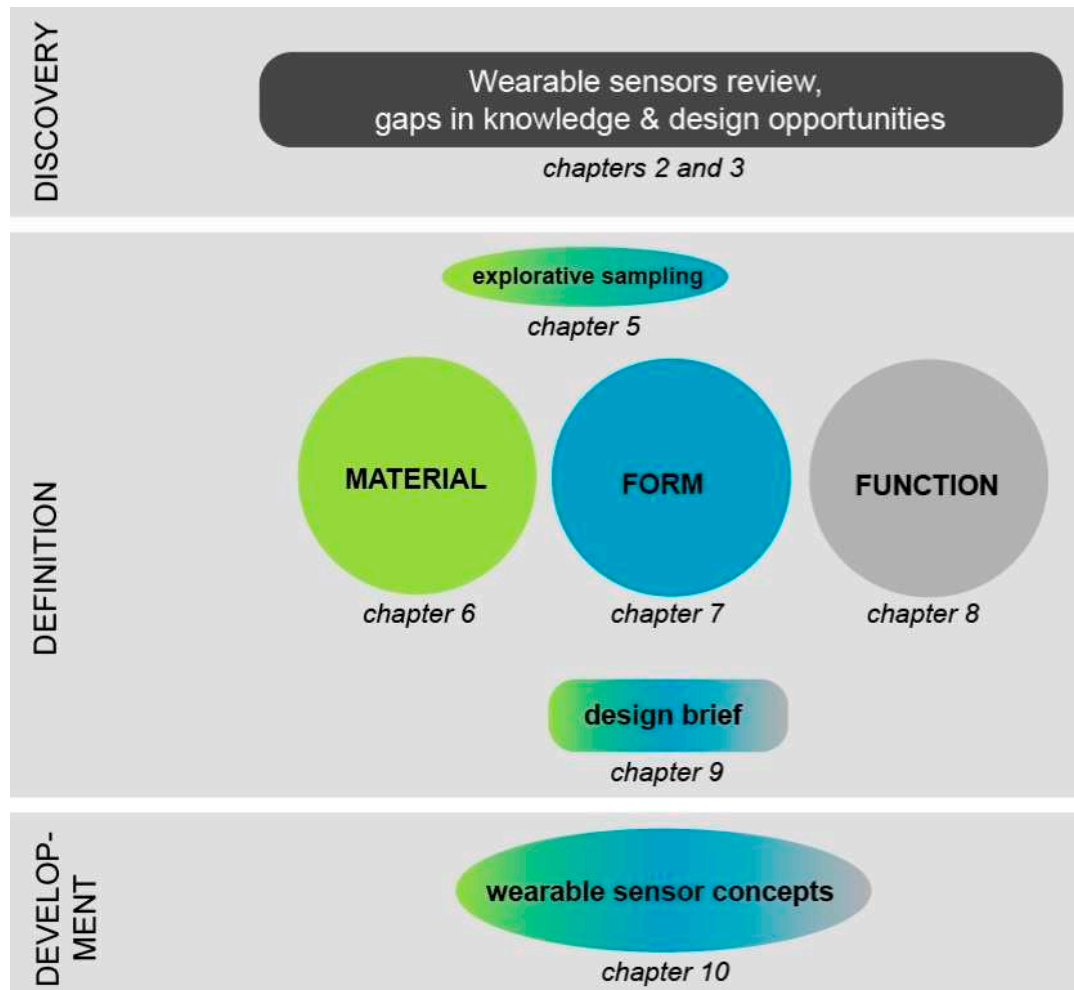 DISCOVERY
Wearable sensors review,
gaps in knowledge & design opportunities
chapters 2 and 3
DEFINITION
explorative sampling
chapter 5
MATERIAL
FORM
FUNCTION
chapter 6
chapter 7
chapter 8
design brief
chapter 9
DEVELOP-
MENT
wearable sensor concepts
chapter 10